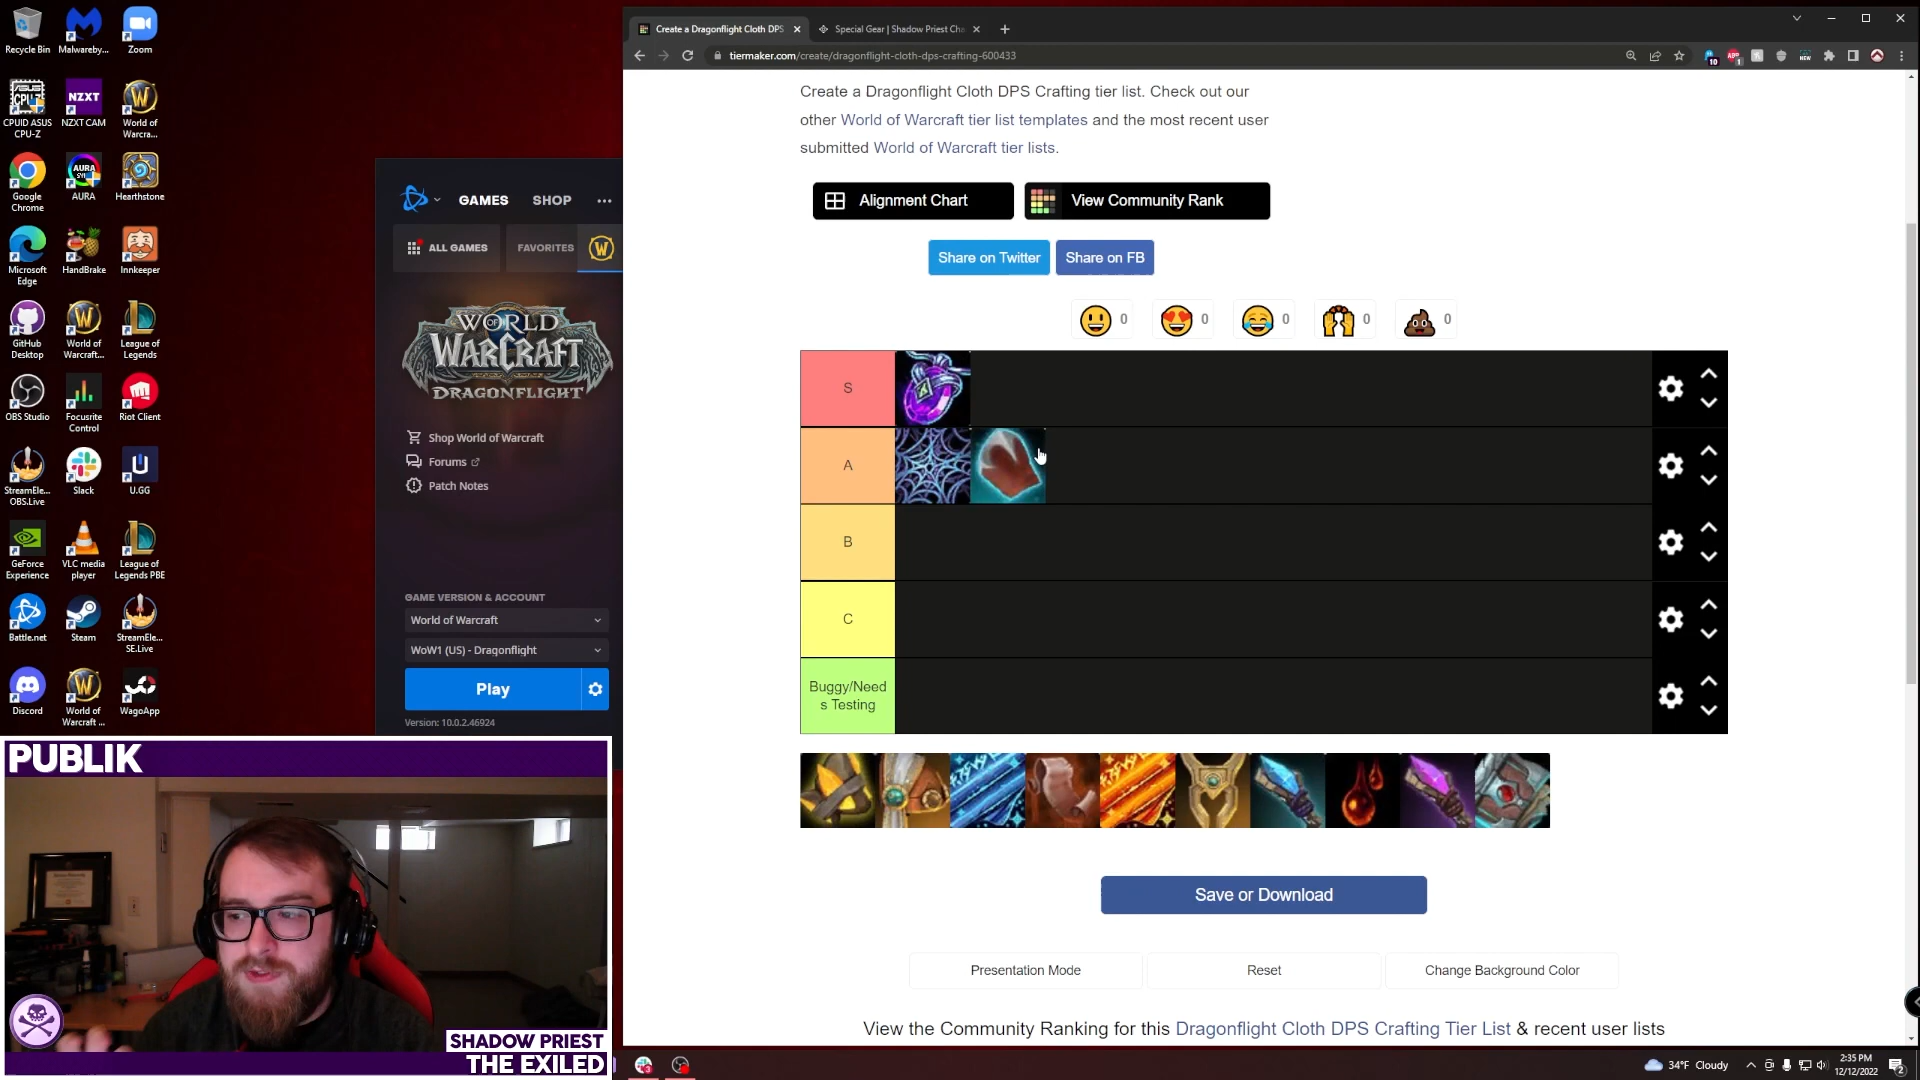 Recycle Bin
Malwareby...
Zoom
CPUID ASUS
CPU-Z
NZXT
NZXT CAM
World of
Warcra...
Google
Chrome
AURA
AURA
Hearthstone
Microsoft
Edge
HandBrake
Innkeeper
GitHub
Desktop
World of
Warcraft...
League of
Legends
OBS Studio
Focusrite
Control
Riot Client
StreamEle...
OBS.Live
Slack
U.GG
GeForce
Experience
VLC media
player
League of
Legends PBE
Battle.net
Steam
StreamEle...
SE.Live
Discord
World of
Warcraft ...
WagoApp
GAMES
SHOP
ALL GAMES
FAVORITES
WORLD
OF
WARCRAFT
DRAGONFLIGHT
Shop World of Warcraft
Forums
Patch Notes
GAME VERSION & ACCOUNT
World of Warcraft
WoW1 (US) - Dragonflight
Play
Version: 10.0.2.46924
PUBLIK
SHADOW PRIEST
THE EXILED
Create a Dragonflight Cloth DPS
Special Gear | Shadow Priest Cha
tiermaker.com/create/dragonflight-cloth-dps-crafting-600433
Create a Dragonflight Cloth DPS Crafting tier list. Check out our
other World of Warcraft tier list templates and the most recent user
submitted World of Warcraft tier lists.
Alignment Chart
View Community Rank
Share on Twitter
Share on FB
0
0
0
0
0
S
A
B
C
Buggy/Need
s Testing
Save or Download
Presentation Mode
Reset
Change Background Color
View the Community Ranking for this Dragonflight Cloth DPS Crafting Tier List & recent user lists
34°F Cloudy
2:35 PM
12/12/2022